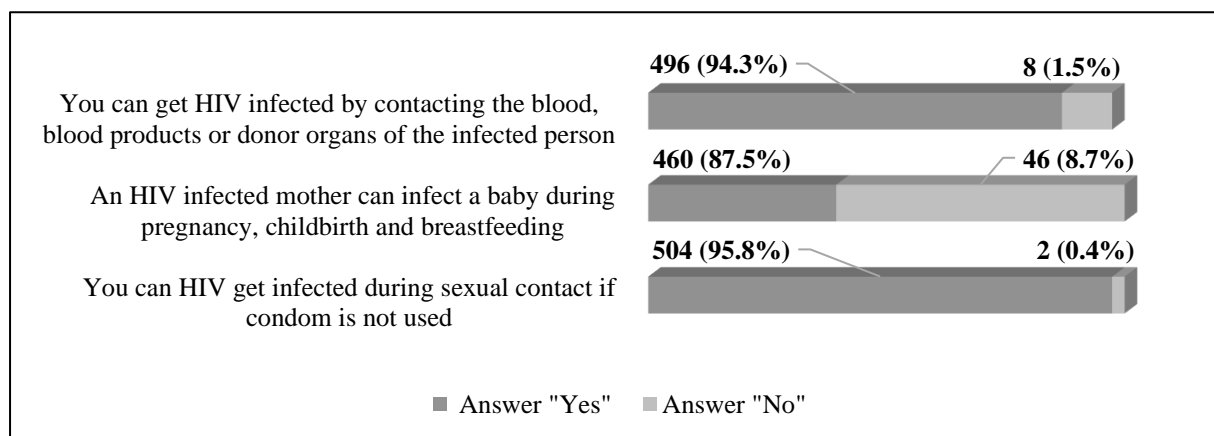 496 (94.3%) 8 (1.5%)
You can get HIV infected by contacting the blood,
blood products or donor organs of the infected person
460 (87.5%) 46 (8.7%)
An HIV infected mother can infect a baby during
pregnancy, childbirth and breastfeeding
504 (95.8%) 2 (0.4%)
You can HIV get infected during sexual contact if
condom is not used
Answer "Yes" Answer "No"